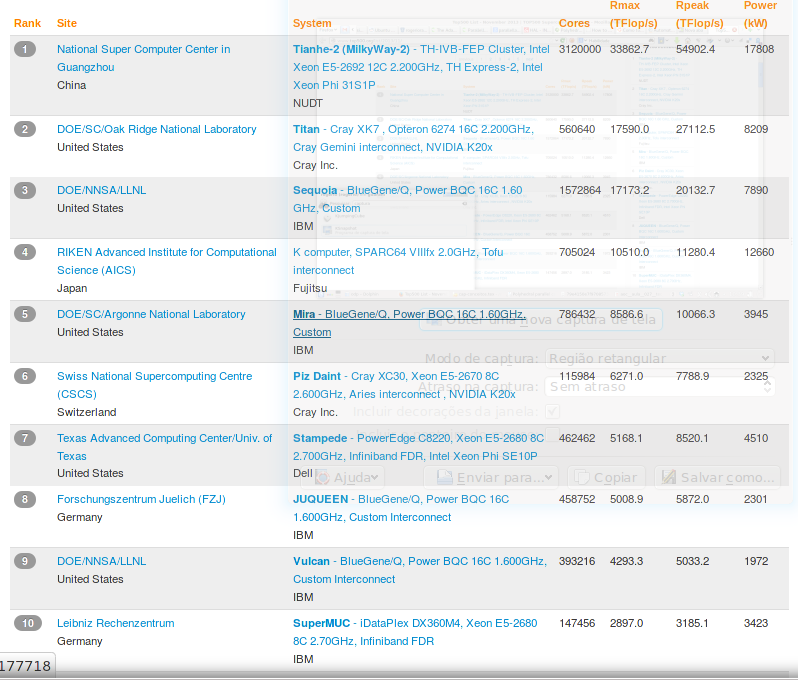 Rank Site System Cores Rmax (TFlop/s) Rpeak (TFlop/s) Power (kW)
1 National Super Computer Center in Guangzhou
China
Tianhe-2 (MilkyWay-2) - TH-IVB-FEP Cluster, Intel
Xeon E5-2692 12C 2.200GHz, TH Express-2, Intel
Xeon Phi 31S1P
NUDT
3120000 33862.7 54902.4 17808
2 DOE/SC/Oak Ridge National Laboratory
United States
Titan - Cray XK7 , Opteron 6274 16C 2.200GHz,
Cray Gemini interconnect, NVIDIA K20x
Cray Inc.
560640 17590.0 27112.5 8209
3 DOE/NNSA/LLNL
United States
Sequoia - BlueGene/Q, Power BQC 16C 1.60
GHz, Custom
IBM
1572864 17173.2 20132.7 7890
4 RIKEN Advanced Institute for Computational
Science (AICS)
Japan
K computer, SPARC64 VIIIfx 2.0GHz, Tofu
interconnect
Fujitsu
705024 10510.0 11280.4 12660
5 DOE/SC/Argonne National Laboratory
United States
Mira - BlueGene/Q, Power BQC 16C 1.60GHz,
Custom
IBM
786432 8586.6 10066.3 3945
Obter uma nova captura de tela
Modo de captura: Região retangular
6 Swiss National Supercomputing Centre
(CSCS)
Switzerland
Piz Daint - Cray XC30, Xeon E5-2670 8C
2.600GHz, Aries interconnect , NVIDIA K20x
Cray Inc.
115984 6271.0 7788.9 2325
Atraso na captura: Sem atraso
Incluir decorações da janela:
7 Texas Advanced Computing Center/Univ. of
Texas
United States
Stampede - PowerEdge C8220, Xeon E5-2680 8C
2.700GHz, Infiniband FDR, Intel Xeon Phi SE10P
Dell
462462 5168.1 8520.1 4510
Ajuda Enviar para... Copiar Salvar como...
8 Forschungszentrum Juelich (FZJ)
Germany
JUQUEEN - BlueGene/Q, Power BQC 16C
1.600GHz, Custom Interconnect
IBM
458752 5008.9 5872.0 2301
9 DOE/NNSA/LLNL
United States
Vulcan - BlueGene/Q, Power BQC 16C 1.600GHz,
Custom Interconnect
IBM
393216 4293.3 5033.2 1972
10 Leibniz Rechenzentrum
Germany
SuperMUC - iDataPlex DX360M4, Xeon E5-2680
8C 2.70GHz, Infiniband FDR
IBM
147456 2897.0 3185.1 3423
177718